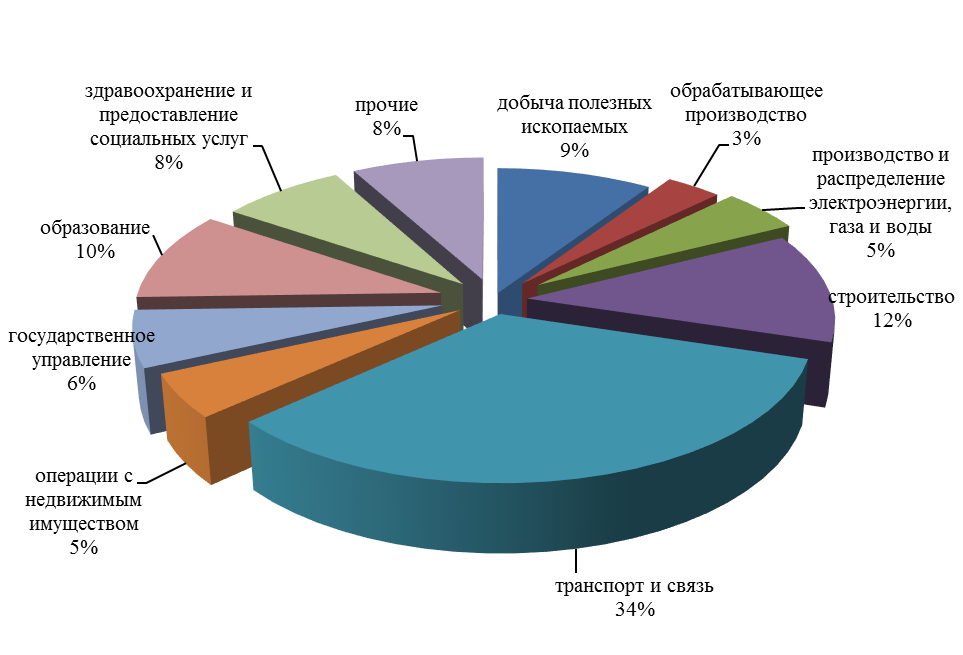 добыча полезных
ископаемых
9%
обрабатывающее
производство
3%
производство и
распределение
электроэнергии,
газа и воды
5%
строительство
12%
транспорт и связь
34%
операции с
недвижимым
имуществом
5%
государственное
управление
6%
образование
10%
здравоохранение и
предоставление
социальных услуг
8%
прочие
8%